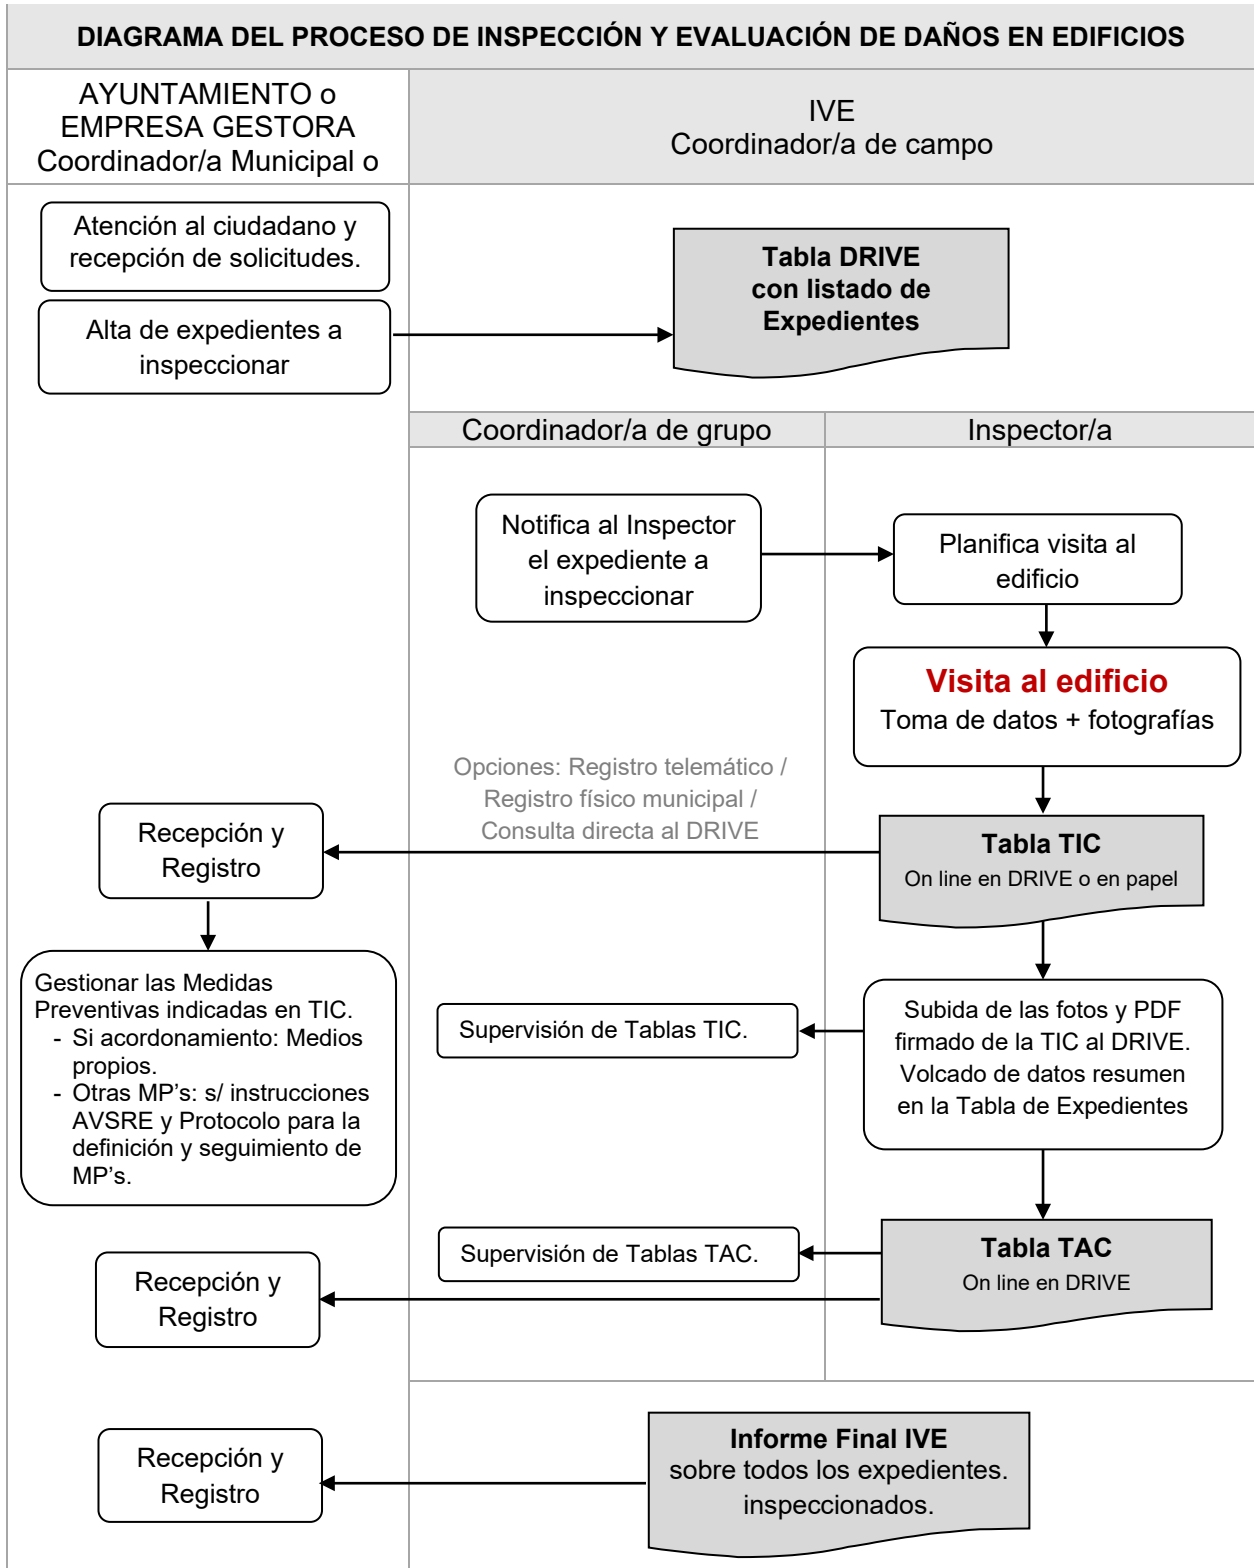 DIAGRAMA DEL PROCESO DE INSPECCIÓN Y EVALUACIÓN DE DAÑOS EN EDIFICIOS
AYUNTAMIENTO o
EMPRESA GESTORA
Coordinador/a Municipal o
IVE
Coordinador/a de campo
Atención al ciudadano y
recepción de solicitudes.
Alta de expedientes a
inspeccionar
Tabla DRIVE
con listado de
Expedientes
Coordinador/a de grupo
Inspector/a
Notifica al Inspector
el expediente a
inspeccionar
Planifica visita al
edificio
Visita al edificio
Toma de datos + fotografías
Opciones: Registro telemático /
Registro físico municipal /
Consulta directa al DRIVE
Recepción y
Registro
Tabla TIC
On line en DRIVE o en papel
Gestionar las Medidas
Preventivas indicadas en TIC.
- Si acordonamiento: Medios
propios.
- Otras MP's: s/ instrucciones
AVSRE y Protocolo para la
definición y seguimiento de
MP's.
Supervisión de Tablas TIC.
Subida de las fotos y PDF
firmado de la TIC al DRIVE.
Volcado de datos resumen
en la Tabla de Expedientes
Supervisión de Tablas TAC.
Tabla TAC
On line en DRIVE
Recepción y
Registro
Recepción y
Registro
Informe Final IVE
sobre todos los expedientes.
inspeccionados.